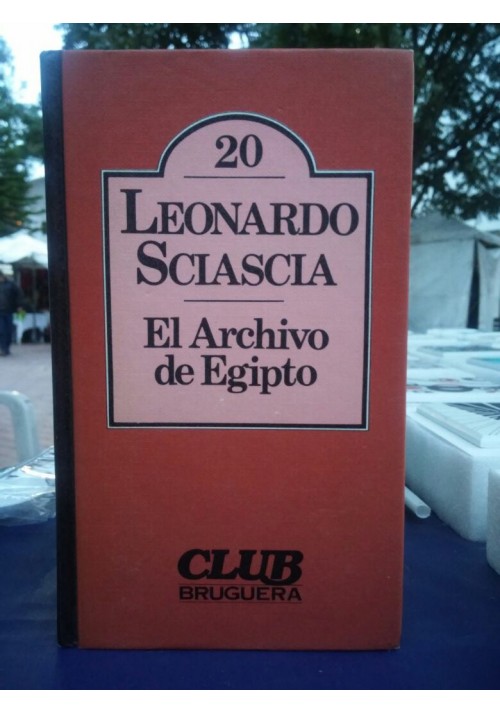 20
LEONARDO
SCIASCIA
El Archivo
de Egipto
CLUB
BRUGUERA